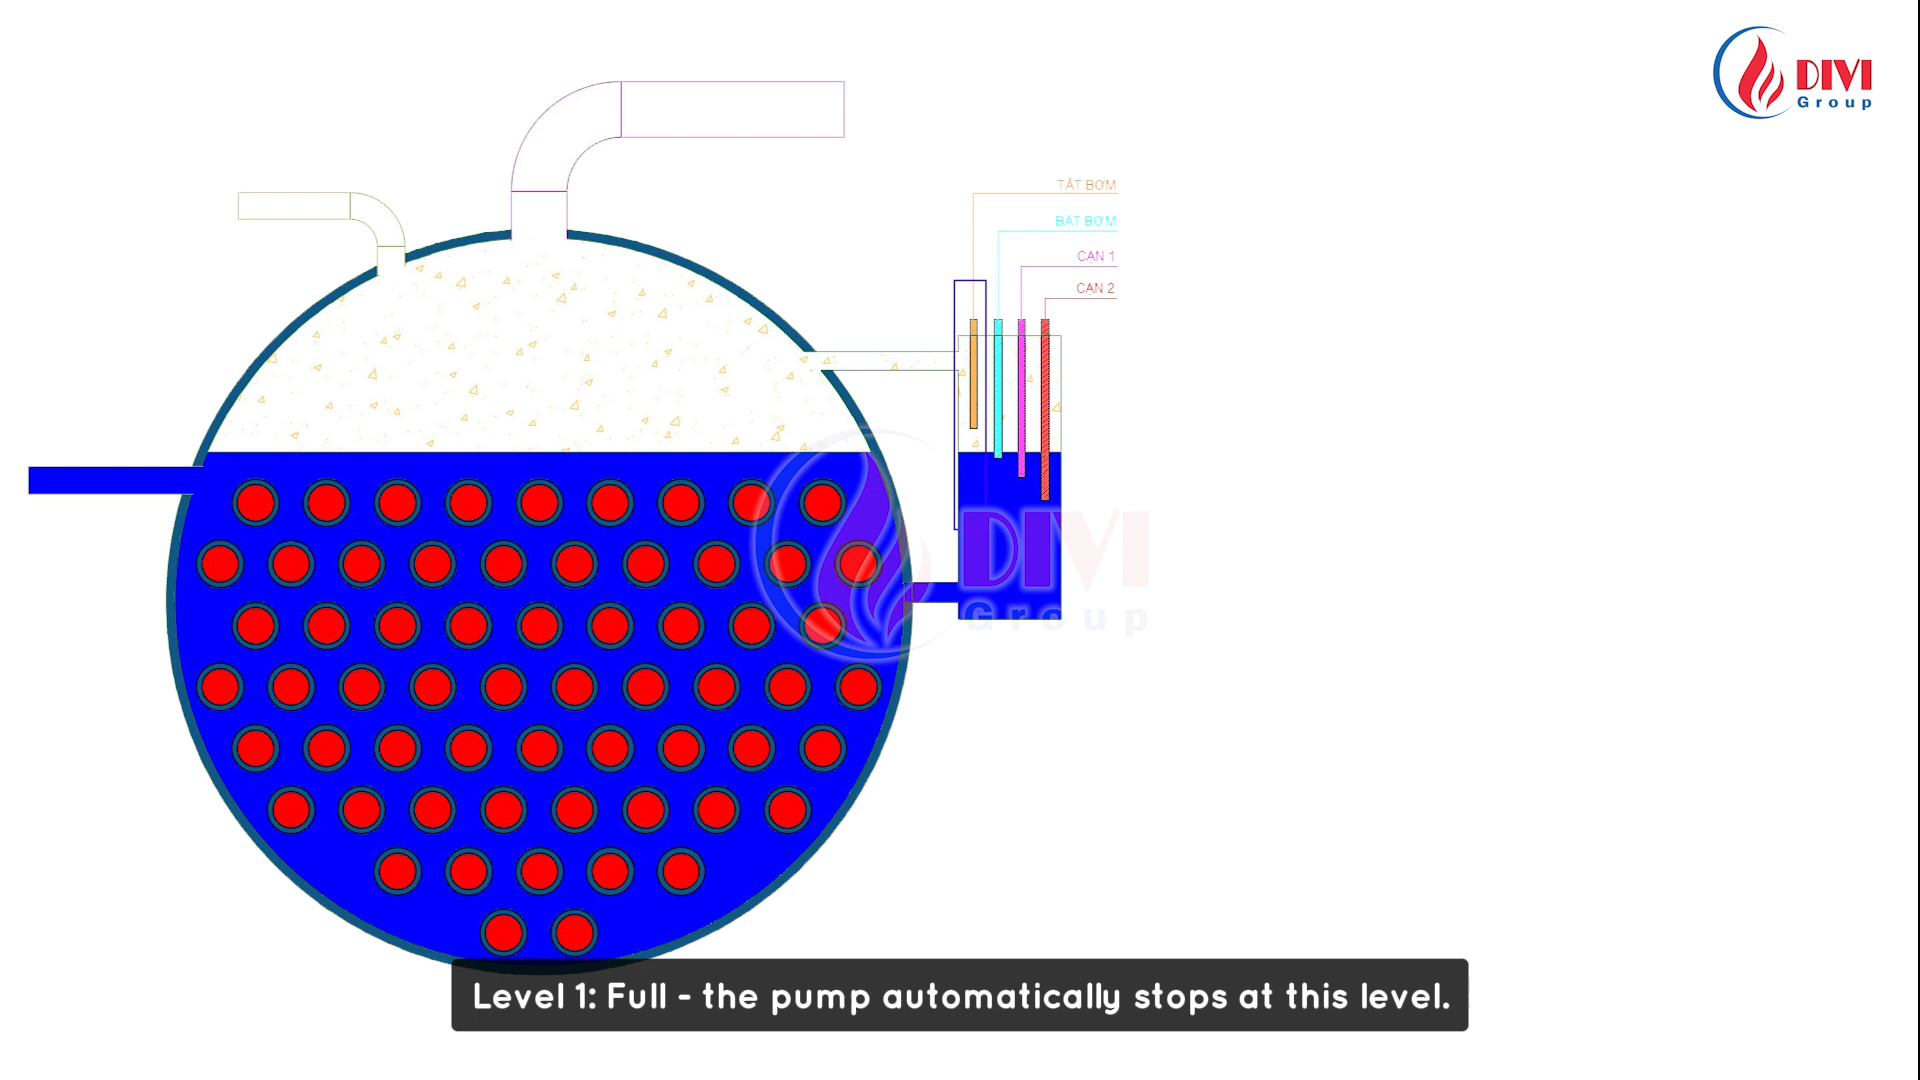 DIVI
Group
TẮT BƠM
BẬT BƠM
CẠN 1
CẠN 2
DIVI
Group
Level 1: Full - the pump automatically stops at this level.